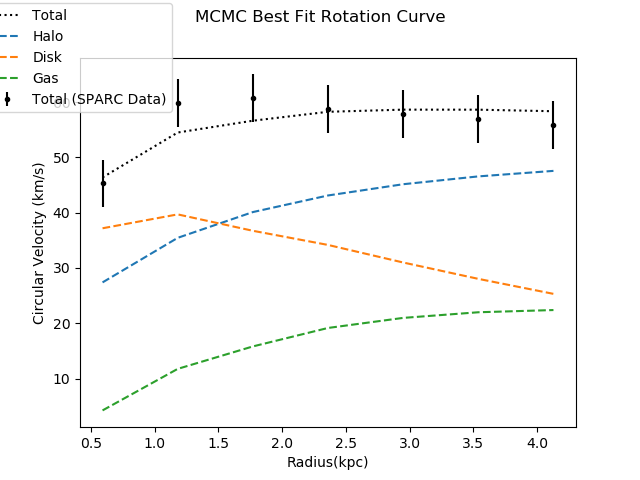 MCMC Best Fit Rotation Curve
Total
Halo
Disk
Gas
Total (SPARC Data)
60
50
40
30
20
10
Circular Velocity (km/s)
0.5 1.0 1.5 2.0 2.5 3.0 3.5 4.0
Radius(kpc)